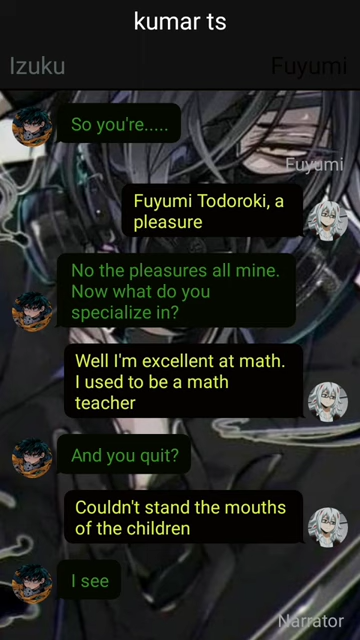 kumar ts
Izuku
Fuyumi
So you're.....
Fuyumi
Fuyumi Todoroki, a
pleasure
No the pleasures all mine.
Now what do you
specialize in?
Well I'm excellent at math.
I used to be a math
teacher
And you quit?
Couldn't stand the mouths
of the children
I see
Narrator